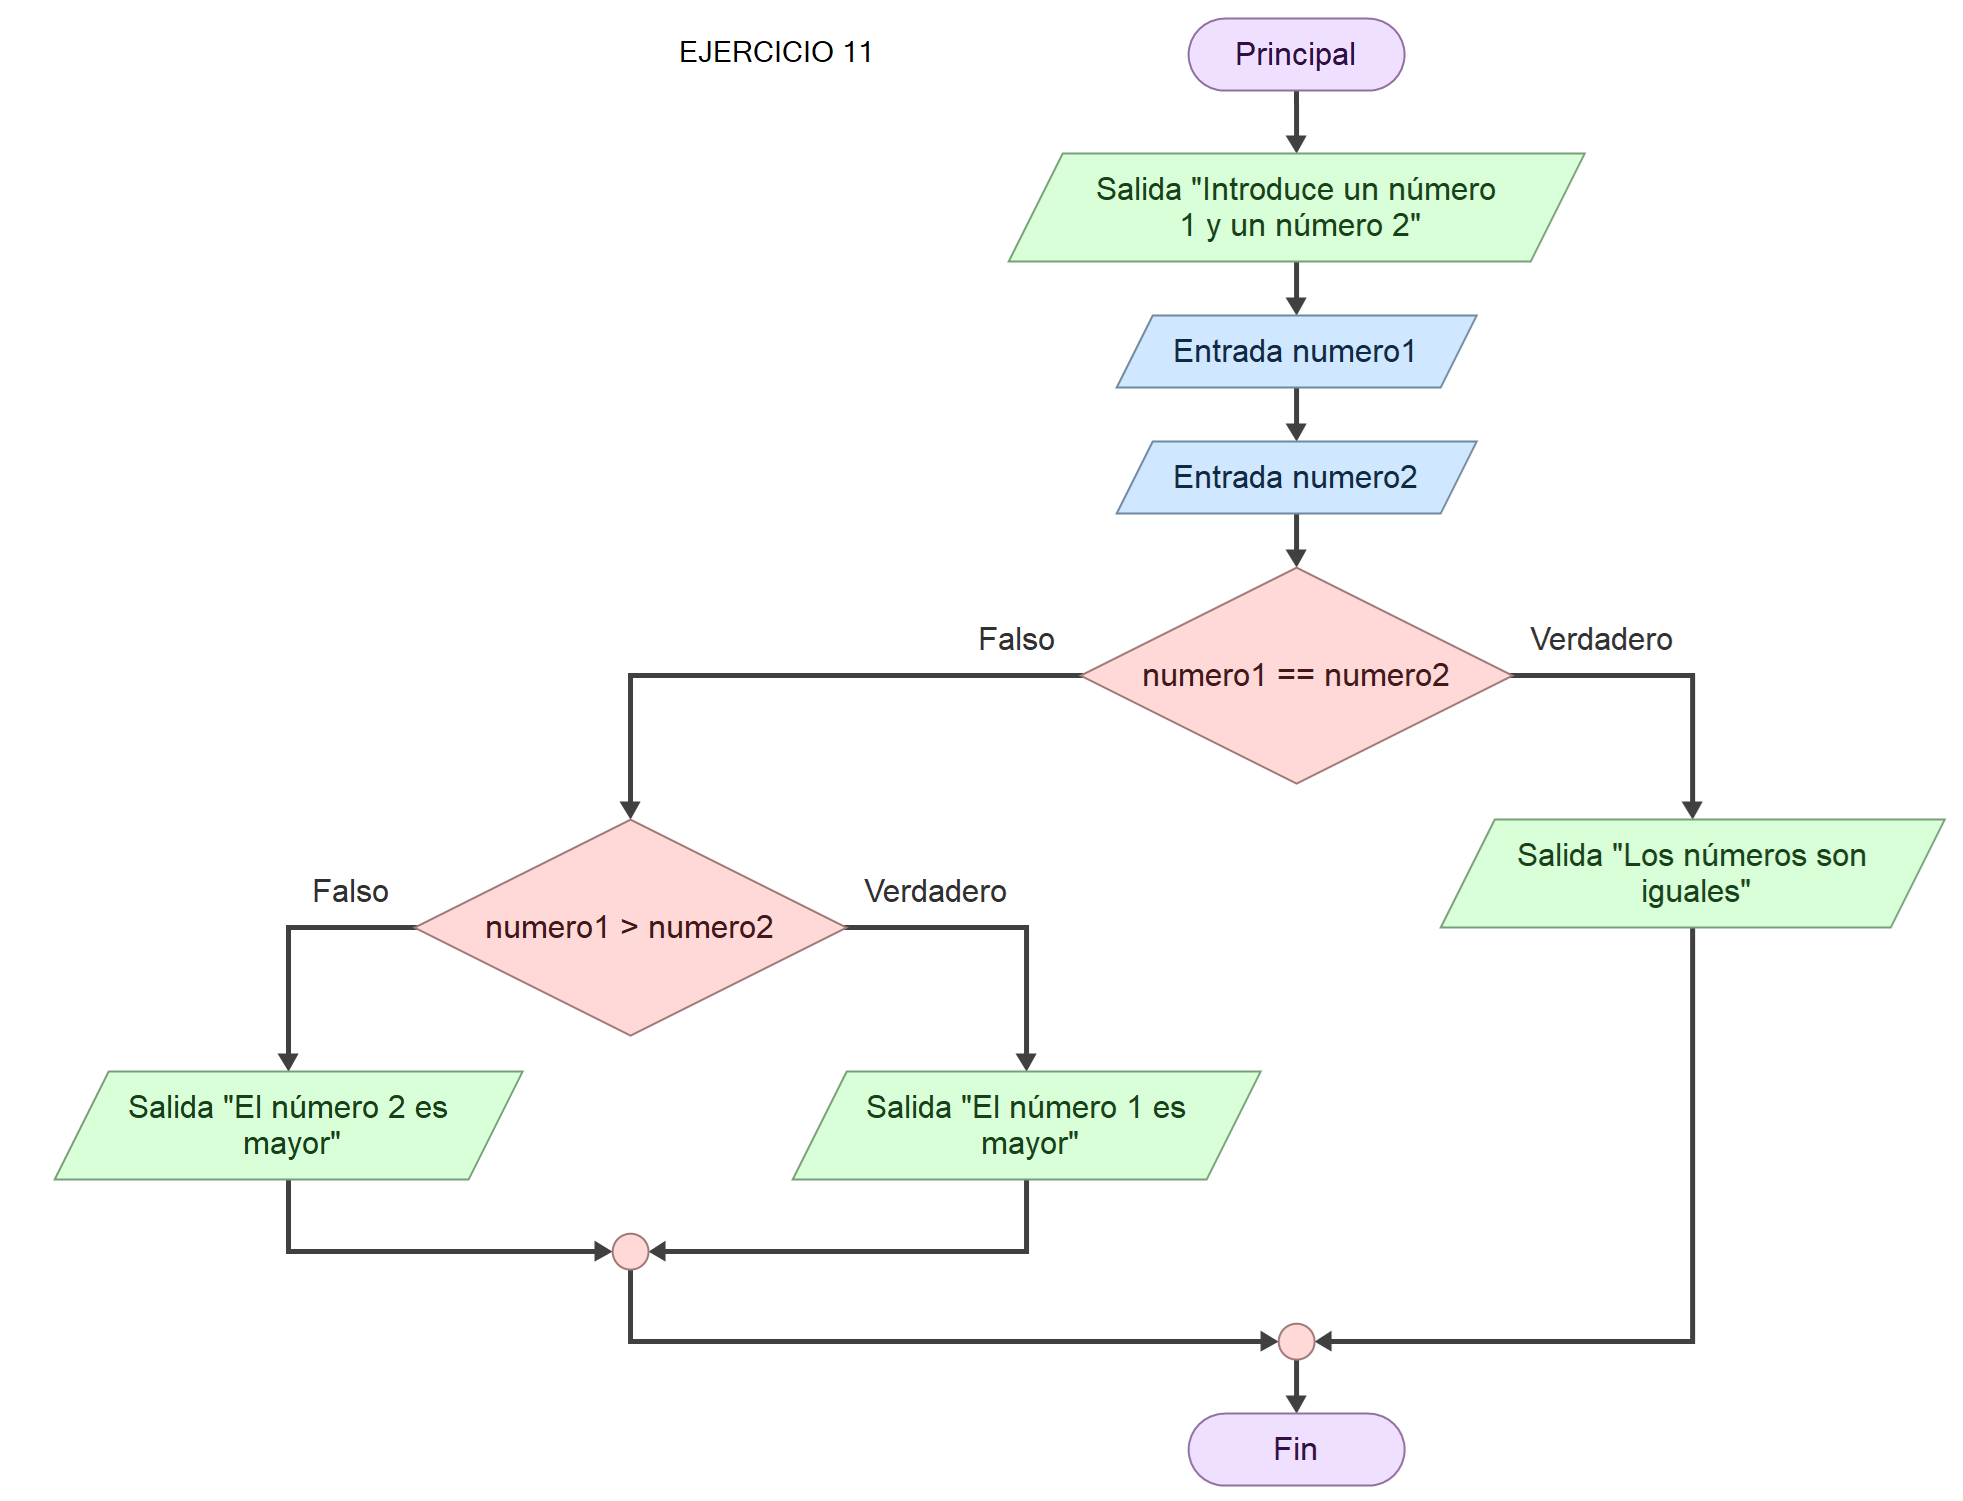 EJERCICIO 11
Principal
Salida "Introduce un número
1 y un número 2"
Entrada numero1
Entrada numero2
Falso
Verdadero
numero1 == numero2
Salida "Los números son
iguales"
Falso
Verdadero
numero1 > numero2
Salida "El número 2 es
mayor"
Salida "El número 1 es
mayor"
Fin